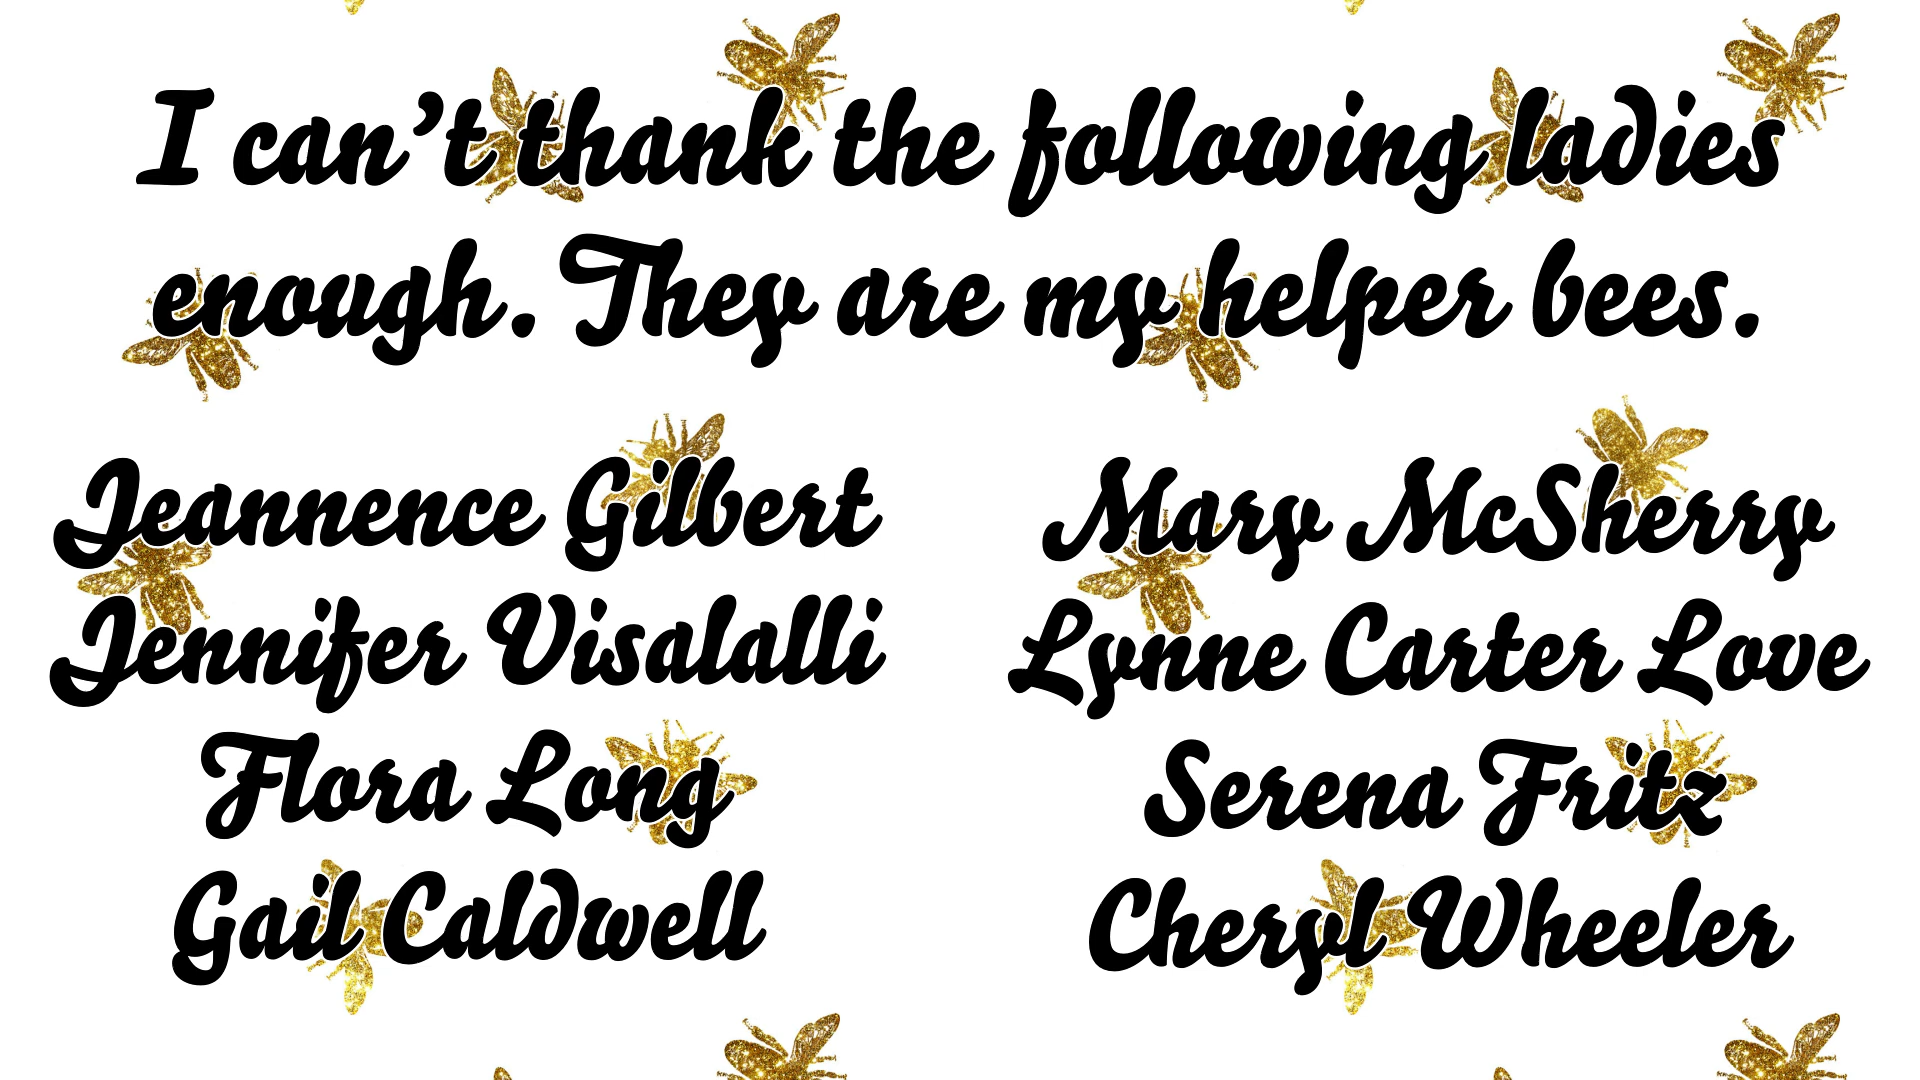 I can't thank the following ladies
enough. They are my helper bees.
Jeannence Gilbert
Jennifer Visalalli
Flora Long
Gail Caldwell
Mary McSherry
Lynne Carter Love
Serena Fritz
Cheryl Wheeler